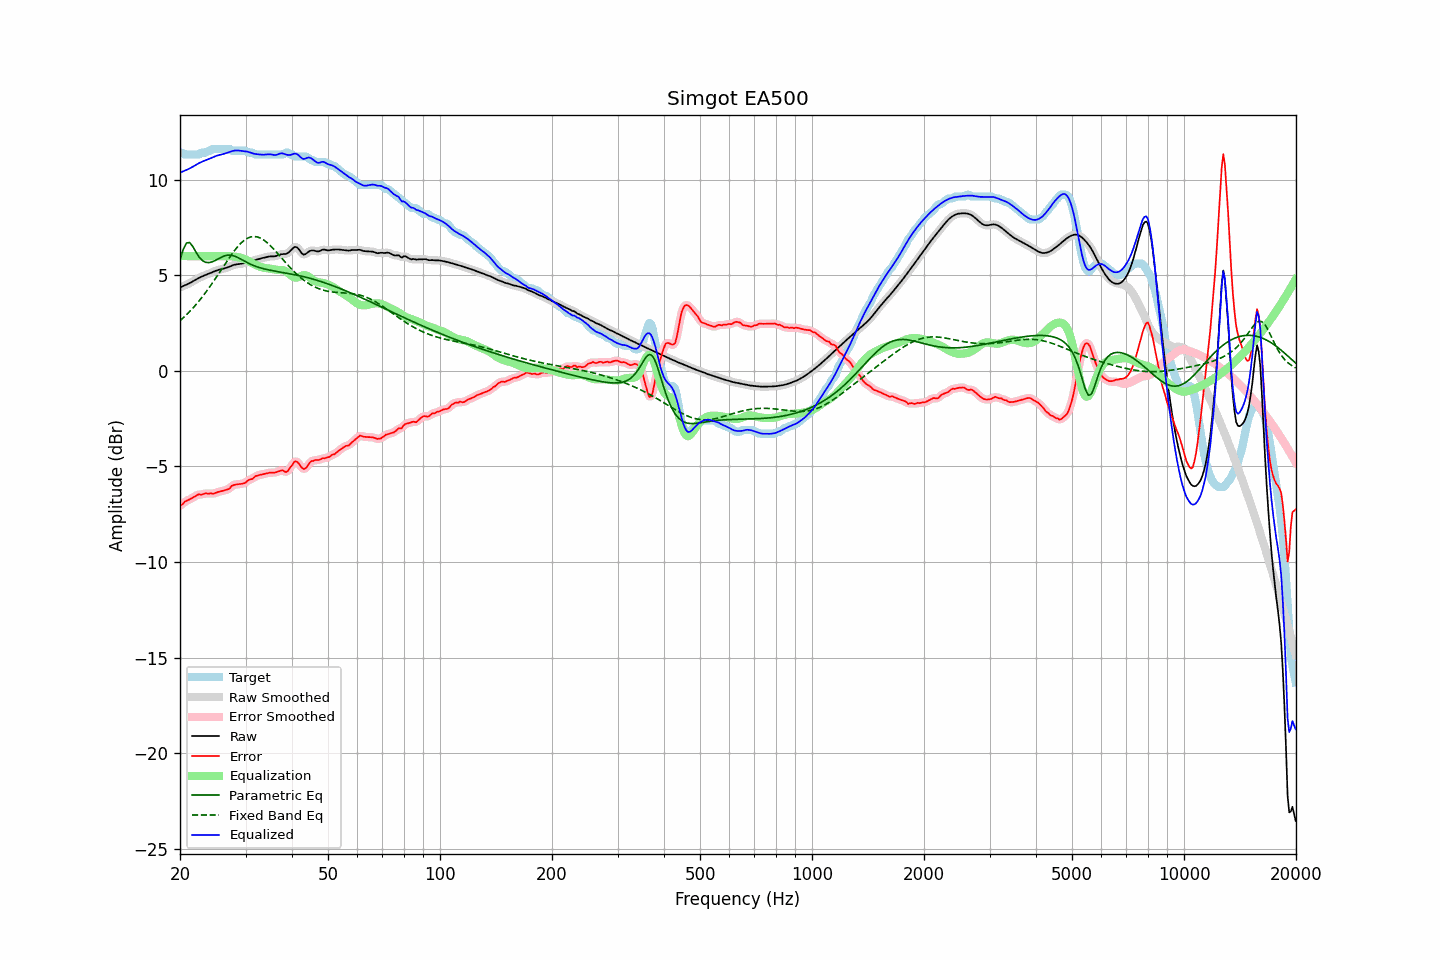 Simgot EA500
Amplitude (dBr)
10
5
0
−5
−10
−15
−20
−25
Target
Raw Smoothed
Error Smoothed
Raw
Error
Equalization
Parametric Eq
Fixed Band Eq
Equalized
20 50 100 200 500 1000 2000 5000 10000 20000
Frequency (Hz)